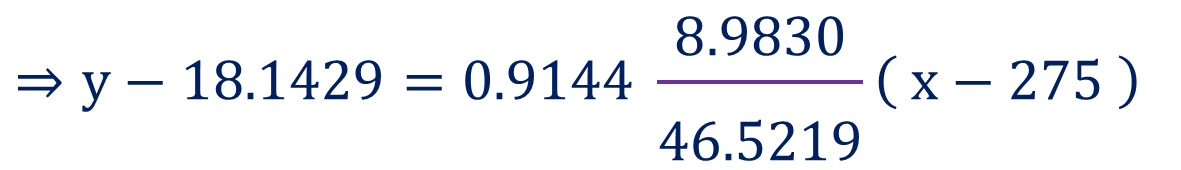 ⇒ y − 18.1429 = 0.9144 8.9830/46.5219 ( x − 275 )